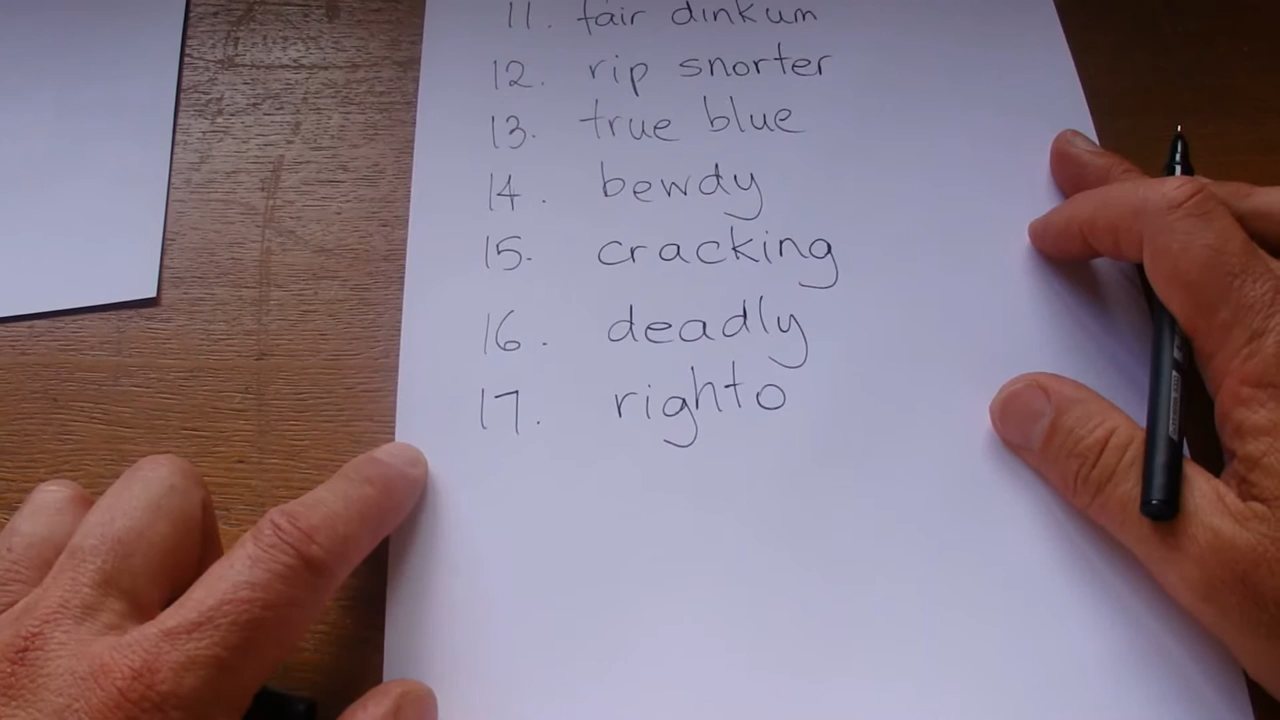 11. fair dinkum
12. rip snorter
13. true blue
14. bewdy
15. cracking
16. deadly
17. righto